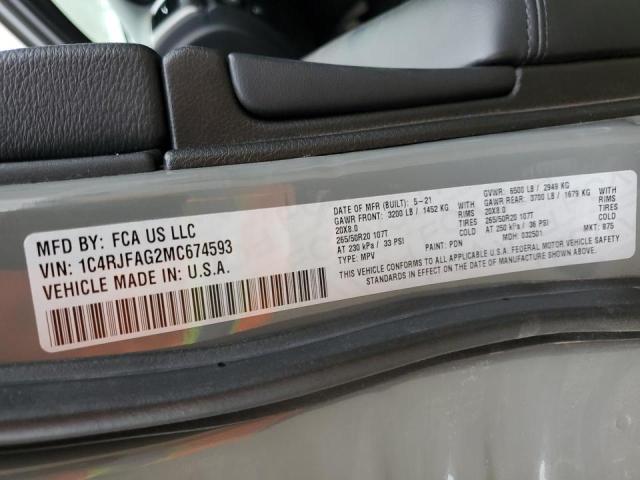 MFD BY: FCA US LLC
VIN: 1C4RJFAG2MC674593
VEHICLE MADE IN U.S.A.
DATE OF MFR (BUILT): 5-21
GAWR FRONT: 3200 LB / 1452 KG
WITH
20X8.0
RIMS
265/50R20 107T
TIRES
AT 230 kPa / 33 PSI
COLD
TYPE: MPV
PAINT: PDN
GVWR: 6500 LB / 2949 KG
GAWR REAR: 3700 LB / 1679 KG
WITH
20X8.0
RIMS
265/50R20 107T
TIRES
AT 250 kPa / 36 PSI
COLD
MDH: 032501
MKT: B75
THIS VEHICLE CONFORMS TO ALL APPLICABLE U.S.A. FEDERAL MOTOR VEHICLE SAFETY
STANDARDS IN EFFECT ON THE DATE OF MANUFACTURE SHOWN ABOVE.